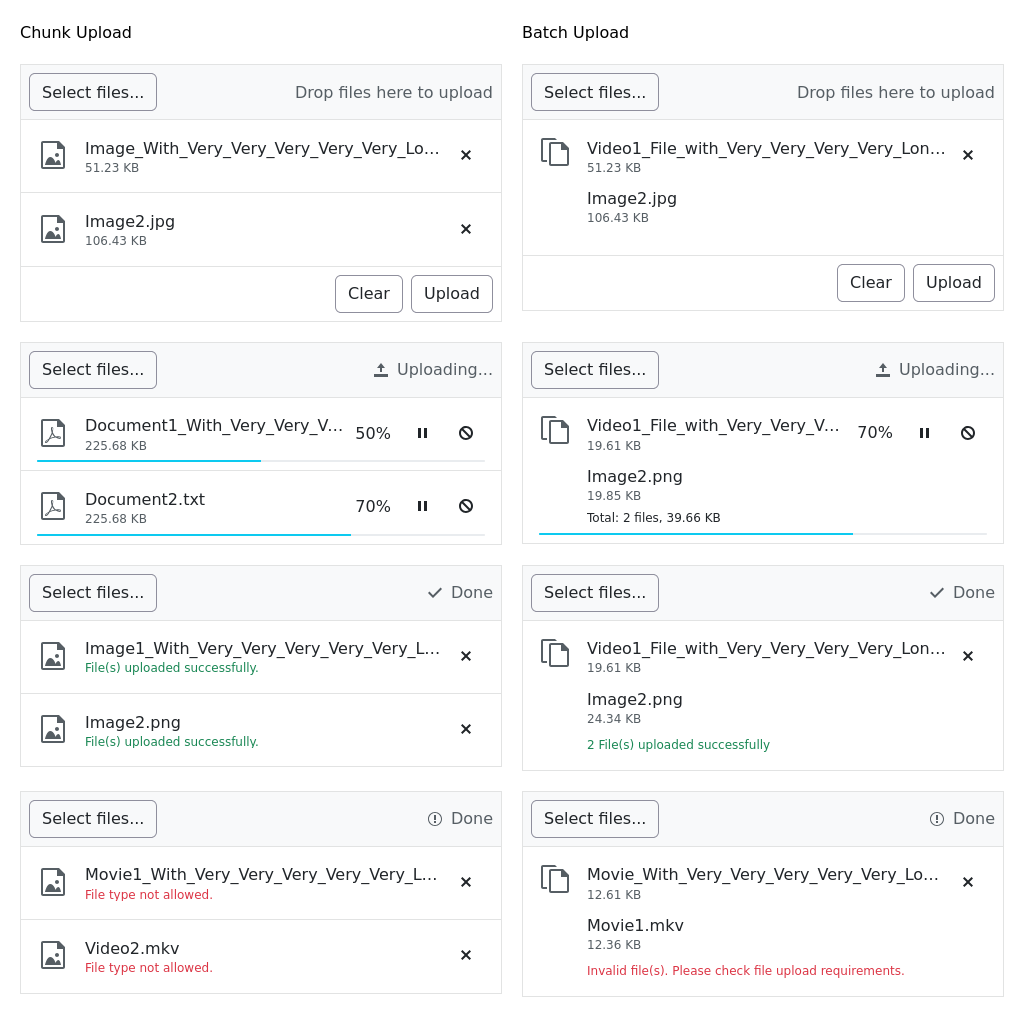 Chunk Upload
Select files...
Drop files here to upload
Image_With_Very_Very_Very_Very_Very_Lo...
51.23 KB
Image2.jpg
106.43 KB
Clear
Upload
Select files...
Uploading...
Document1_With_Very_Very_V...
225.68 KB
50%
Document2.txt
225.68 KB
70%
Select files...
Done
Image1_With_Very_Very_Very_Very_Very_L...
File(s) uploaded successfully.
Image2.png
File(s) uploaded successfully.
Select files...
Done
Movie1_With_Very_Very_Very_Very_Very_L...
File type not allowed.
Video2.mkv
File type not allowed.
Batch Upload
Select files...
Drop files here to upload
Video1_File_with_Very_Very_Very_Very_Lon...
51.23 KB
Image2.jpg
106.43 KB
Clear
Upload
Select files...
Uploading...
Video1_File_with_Very_Very_V...
19.61 KB
70%
Image2.png
19.85 KB
Total: 2 files, 39.66 KB
Select files...
Done
Video1_File_with_Very_Very_Very_Very_Lon...
19.61 KB
Image2.png
24.34 KB
2 File(s) uploaded successfully
Select files...
Done
Movie_With_Very_Very_Very_Very_Very_Lo...
12.61 KB
Movie1.mkv
12.36 KB
Invalid file(s). Please check file upload requirements.